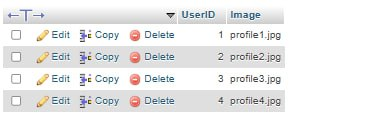 UserID Image
Edit Copy Delete 1 profile1.jpg
Edit Copy Delete 2 profile2.jpg
Edit Copy Delete 3 profile3.jpg
Edit Copy Delete 4 profile4.jpg